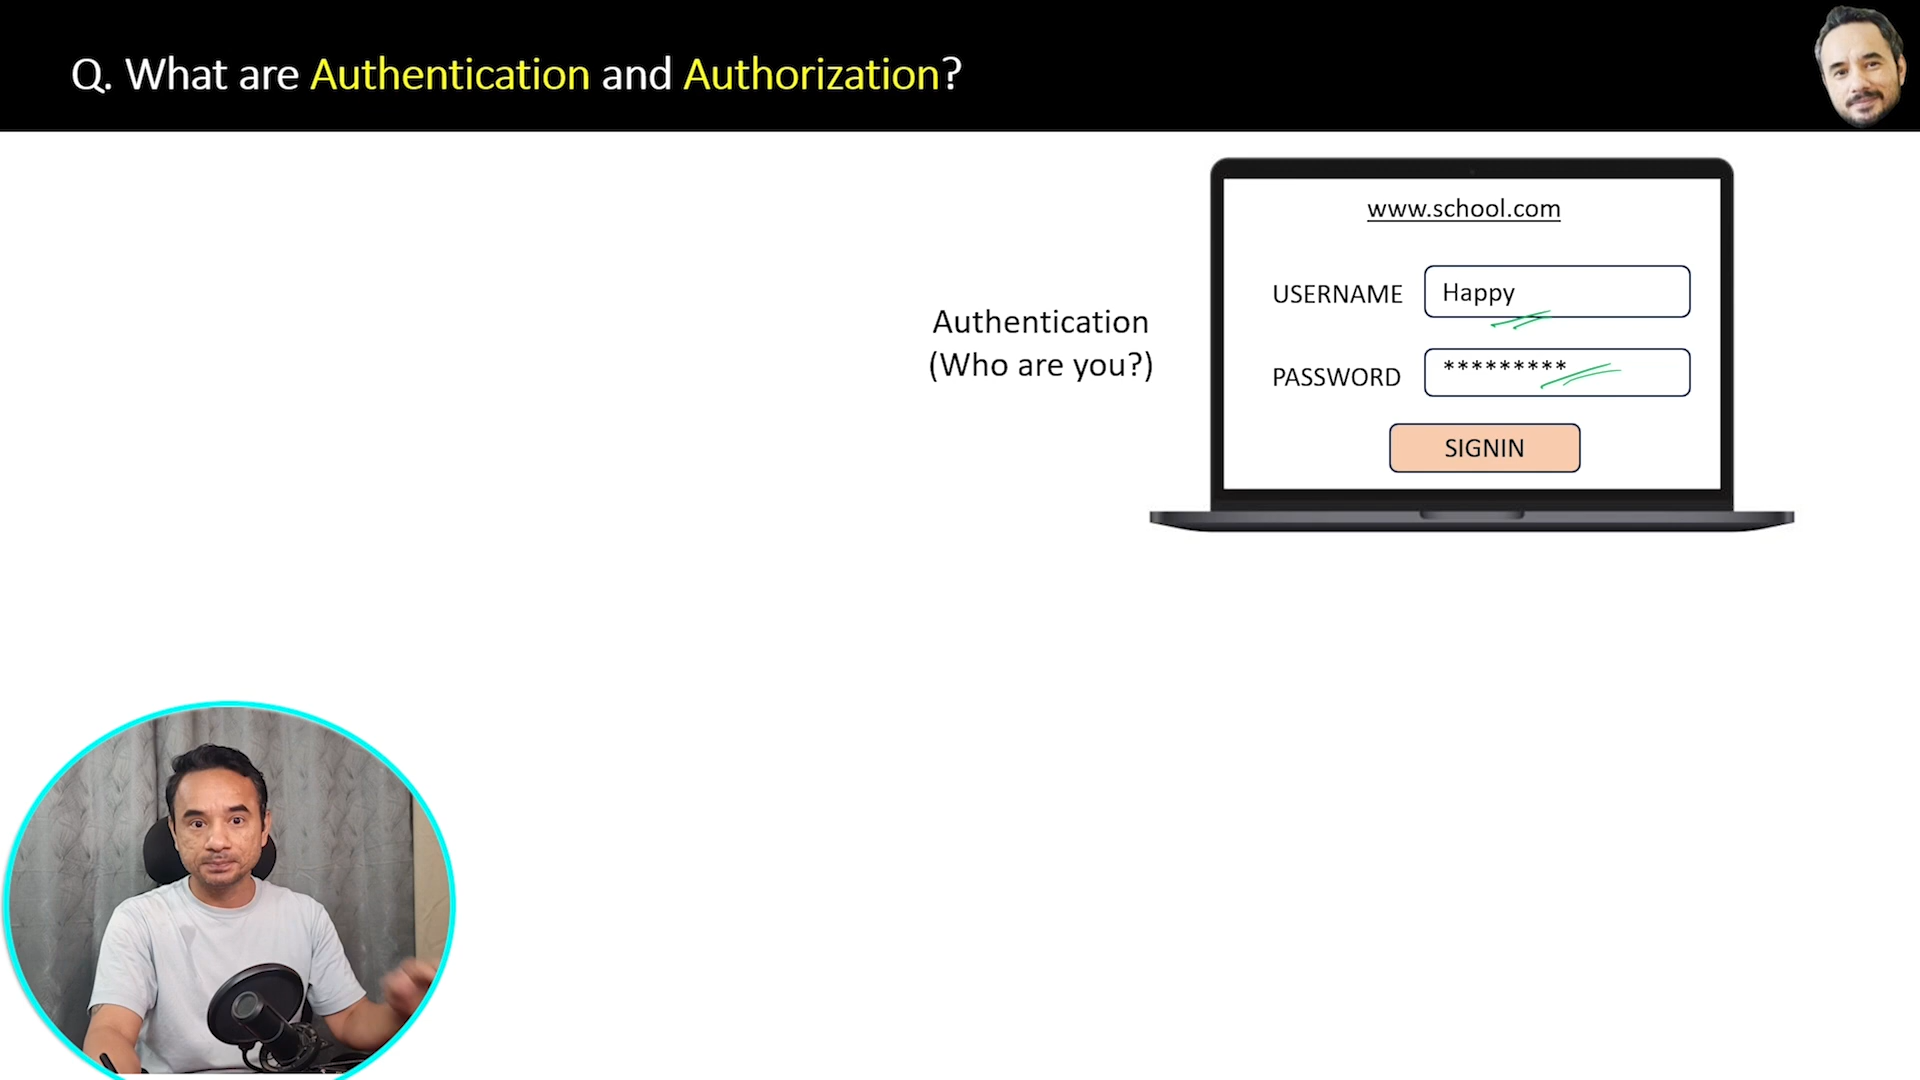 Q. What are Authentication and Authorization?
www.school.com
USERNAME Happy
Authentication
(Who are you?)
PASSWORD *********
SIGNIN